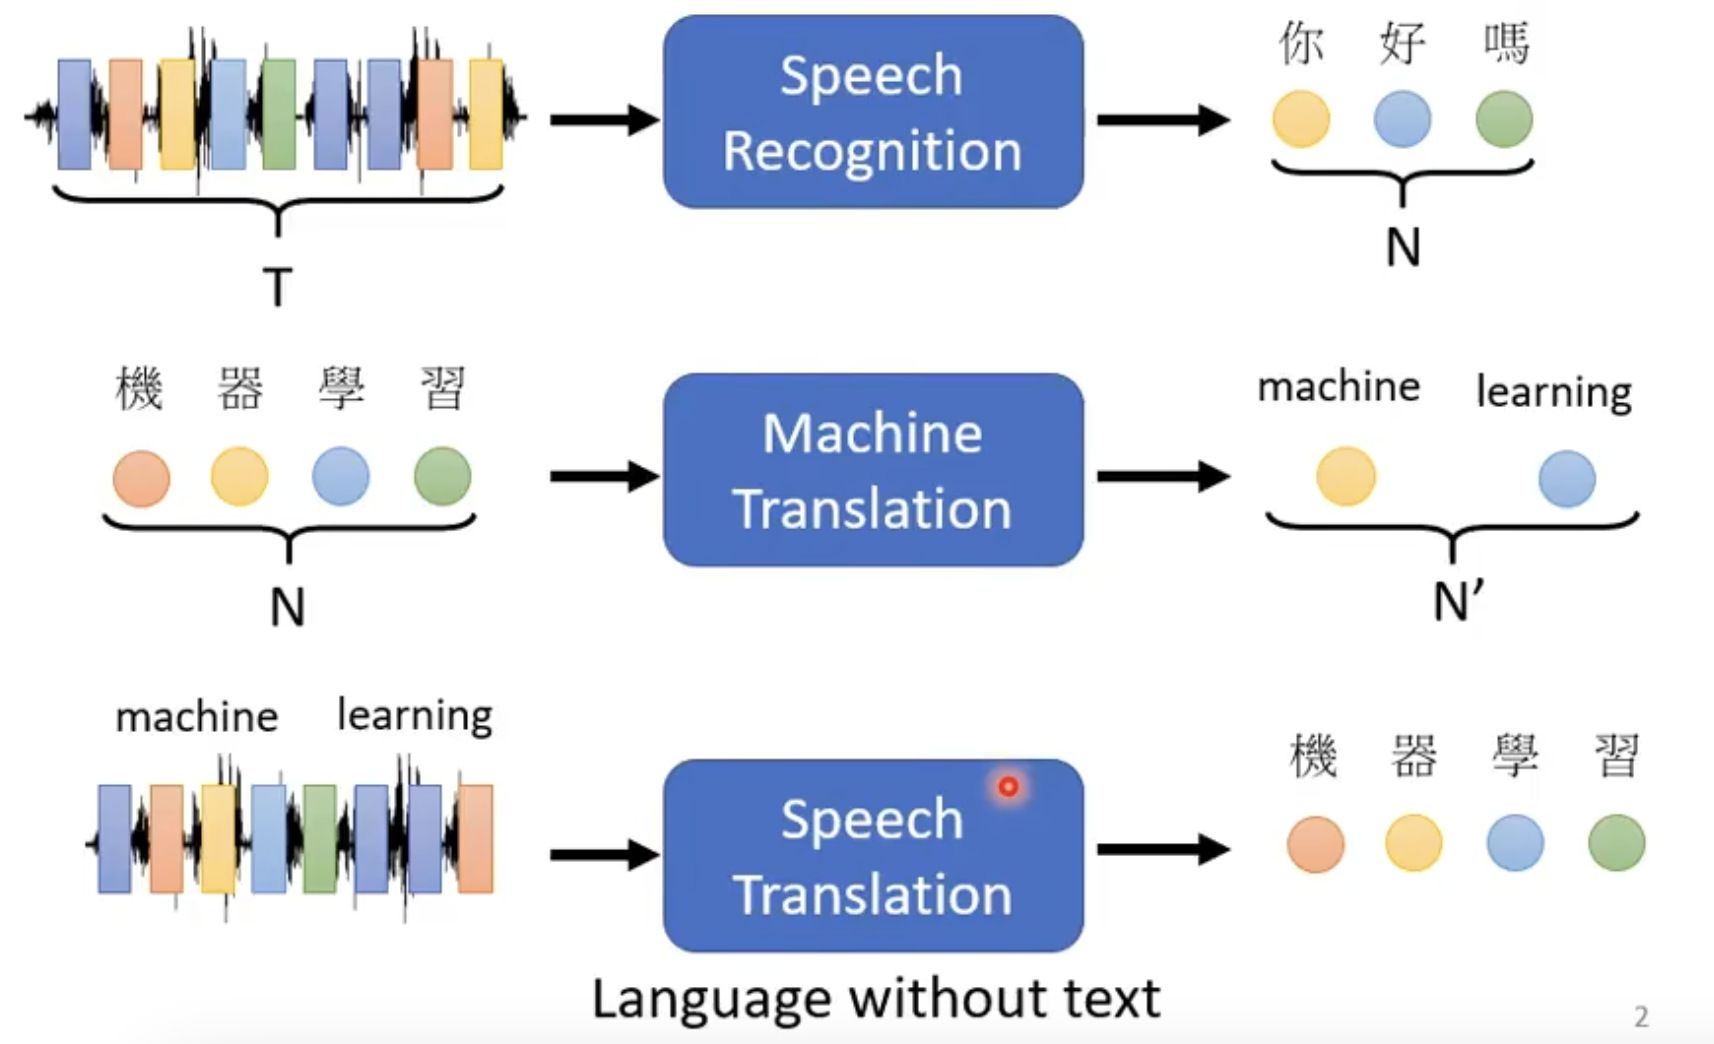 Speech
Recognition
你 好 嗎
T
N
機 器 學 習
Machine
Translation
machine learning
N
N’
machine learning
Speech
Translation
機 器 學 習
Language without text
2